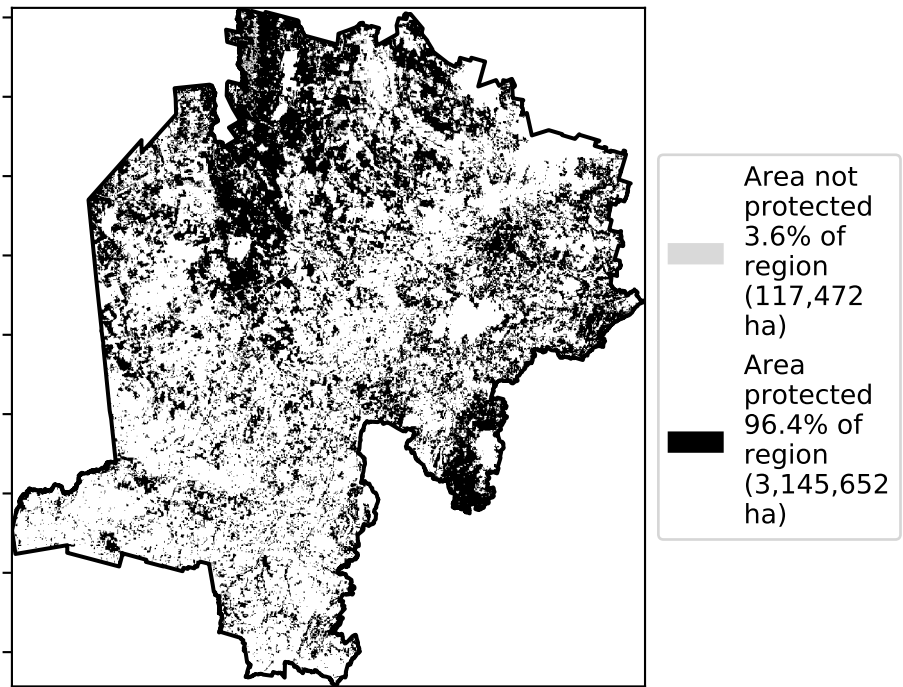 Area not
protected
3.6% of
region
(117,472
ha)
Area
protected
96.4% of
region
(3,145,652
ha)